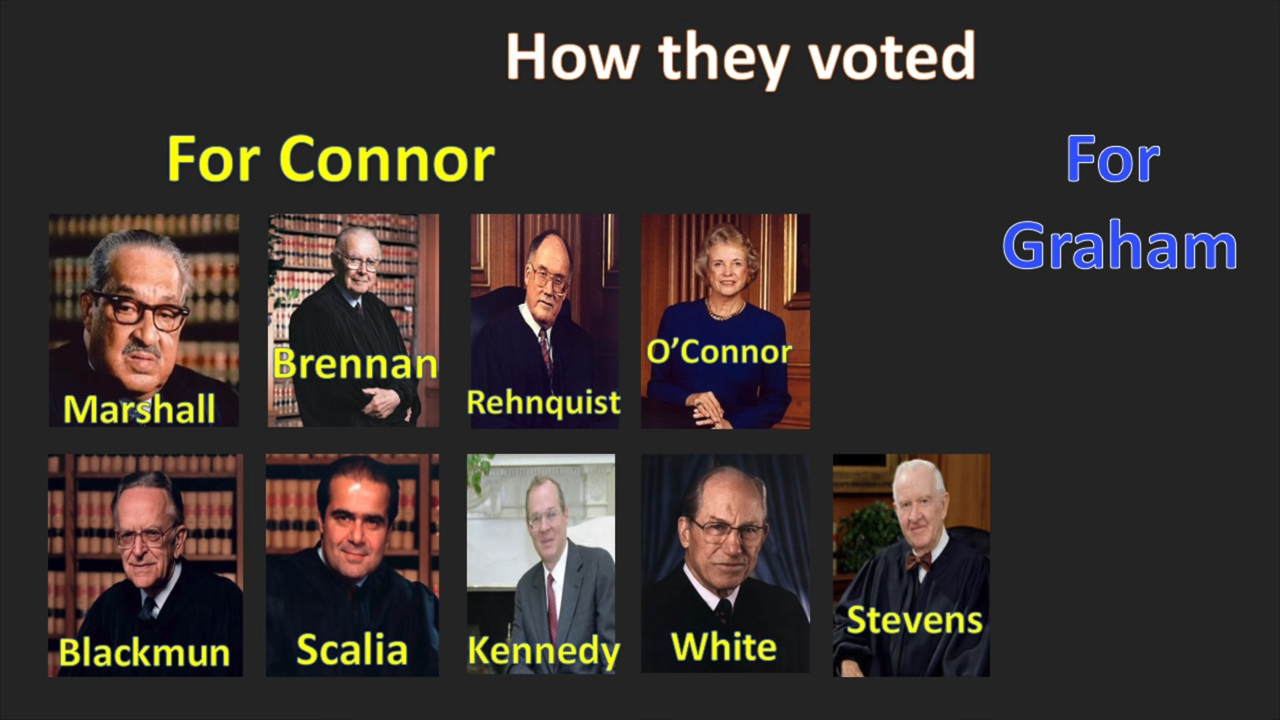 How they voted
For Connor
For
Graham
Marshall
Brennan
Rehnquist
O’Connor
Blackmun
Scalia
Kennedy
White
Stevens